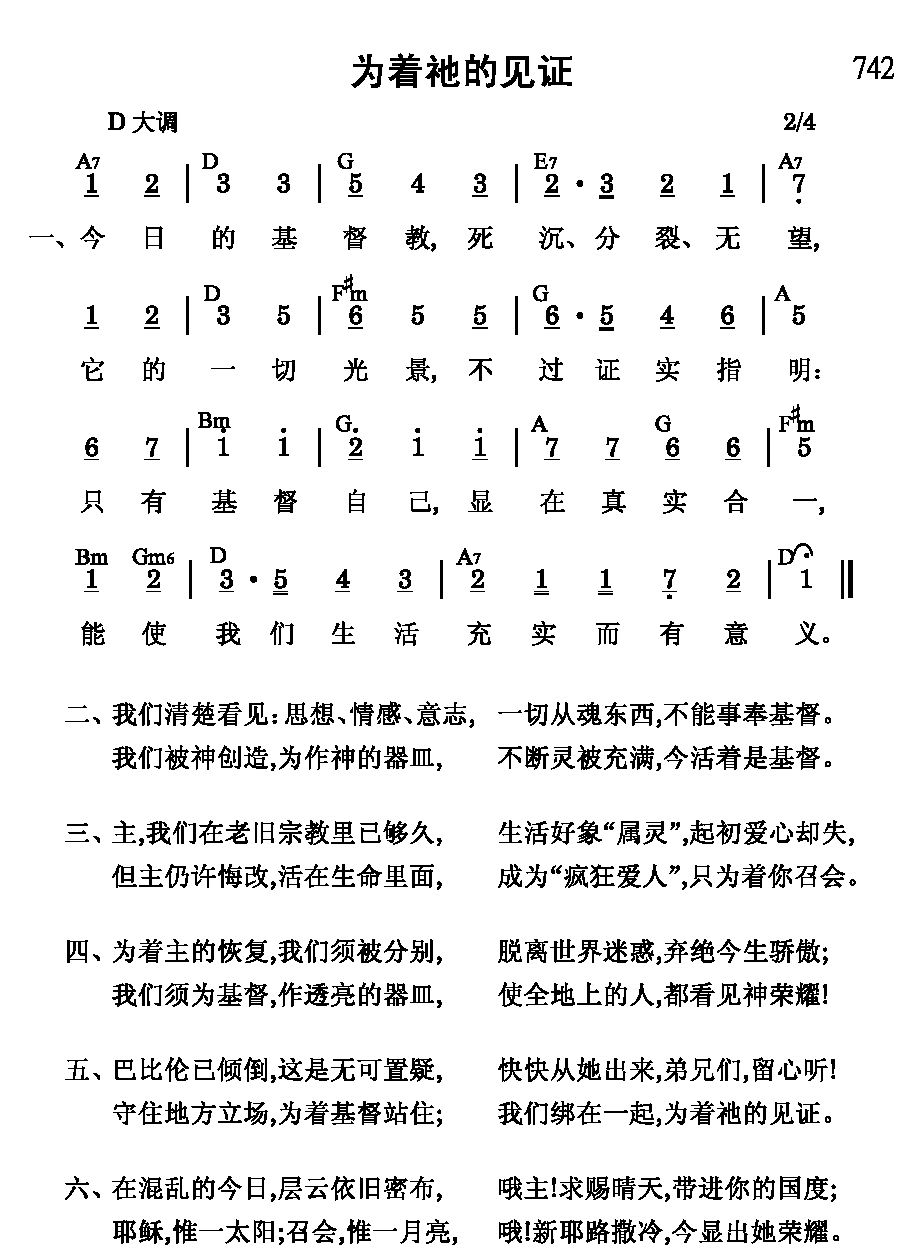 为着祂的见证 742
D 大调 2/4
A7 D G E7 A7
1 2 | 3 3 | 5 4 3 | 2 · 3 2 1 | 7
一、今 日 的 基 督 教, 死 沉、分 裂、无 望,
D F♯m G A
1 2 | 3 5 | 6 5 5 | 6 · 5 4 6 | 5
它 的 一 切 光 景, 不 过 证 实 指 明:
Bm G A G F♯m
6 7 | 1 1 | 2 1 1 | 7 7 6 6 | 5
只 有 基 督 自 己, 显 在 真 实 合 一,
Bm Gm6 D A7 D
1 2 | 3 · 5 4 3 | 2 1 1 7 2 | 1 ‖
能 使 我 们 生 活 充 实 而 有 意 义。
二、我们清楚看见:思想、情感、意志, 一切从魂东西,不能事奉基督。
我们被神创造,为作神的器皿, 不断灵被充满,今活着是基督。
三、主,我们在老旧宗教里已够久, 生活好象“属灵”,起初爱心却失,
但主仍许悔改,活在生命里面, 成为“疯狂爱人”,只为着你召会。
四、为着主的恢复,我们须被分别, 脱离世界迷惑,弃绝今生骄傲;
我们须为基督,作透亮的器皿, 使全地上的人,都看见神荣耀!
五、巴比伦已倾倒,这是无可置疑, 快快从她出来,弟兄们,留心听!
守住地方立场,为着基督站住; 我们绑在一起,为着祂的见证。
六、在混乱的今日,层云依旧密布, 哦主!求赐晴天,带进你的国度;
耶稣,惟一太阳;召会,惟一月亮, 哦!新耶路撒冷,今显出她荣耀。